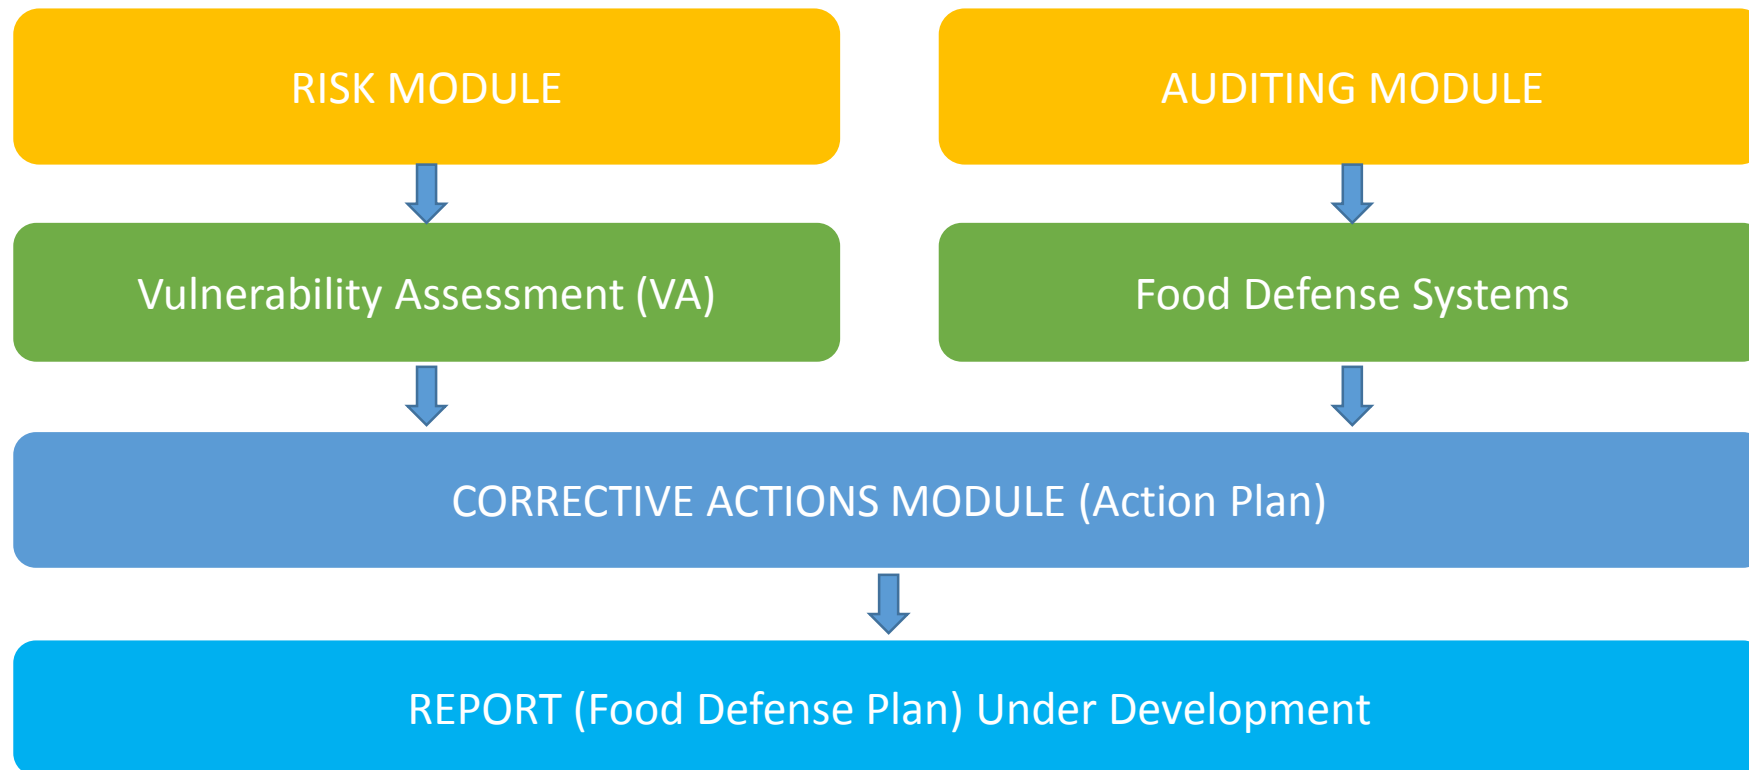 RISK MODULE
AUDITING MODULE
Vulnerability Assessment (VA)
Food Defense Systems
CORRECTIVE ACTIONS MODULE (Action Plan)
REPORT (Food Defense Plan) Under Development